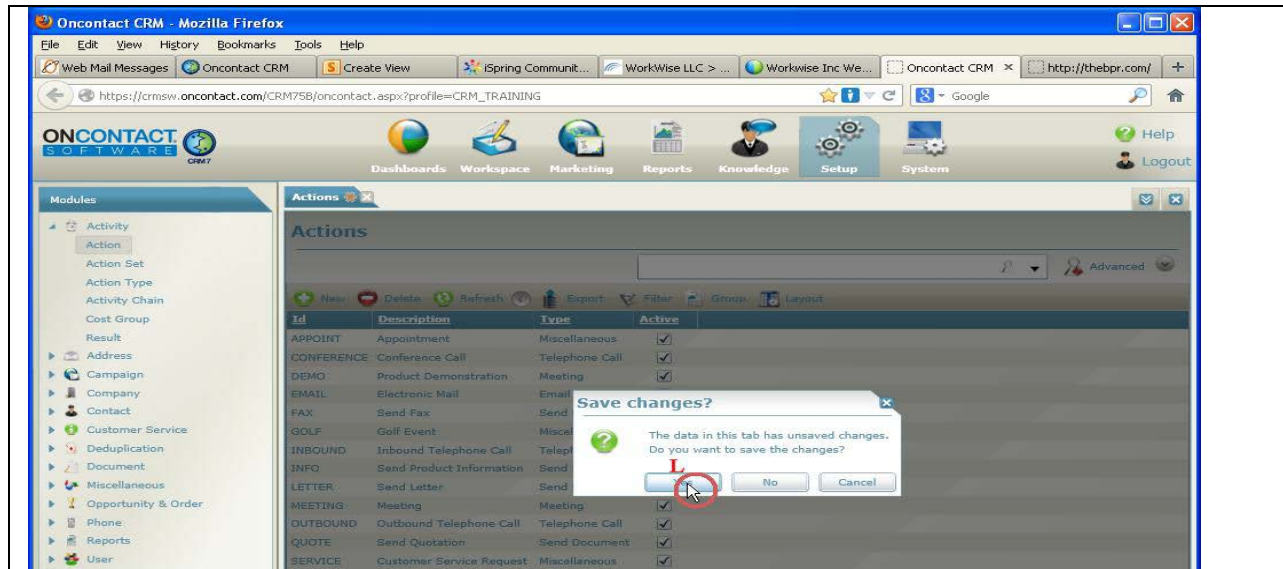 Oncontact CRM - Mozilla Firefox
File Edit View History Bookmarks Tools Help
Web Mail Messages Oncontact CRM Create View iSpring Communit... WorkWise LLC > ... Workwise Inc We... Oncontact CRM http://thebpr.com/
https://crmsw.oncontact.com/CRM75B/oncontact.aspx?profile=CRM_TRAINING Google
ONCONTACT
SOFTWARE
CRM7
Dashboards Workspace Marketing Reports Knowledge Setup System
Help
Logout
Modules
Activity
Action
Action Set
Action Type
Activity Chain
Cost Group
Result
Address
Campaign
Company
Contact
Customer Service
Deduplication
Document
Miscellaneous
Opportunity & Order
Phone
Reports
User
Actions
Actions
Advanced
New Delete Refresh Export Filter Group Layout
Id Description Type Active
APPOINT Appointment Miscellaneous
CONFERENCE Conference Call Telephone Call
DEMO Product Demonstration Meeting
EMAIL Electronic Mail Email
FAX Send Fax Send
GOLF Golf Event Miscel
INBOUND Inbound Telephone Call Teleph
INFO Send Product Information Send
LETTER Send Letter Send
MEETING Meeting Meeting
OUTBOUND Outbound Telephone Call Telephone Call
QUOTE Send Quotation Send Document
SERVICE Customer Service Request Miscellaneous
Save changes?
The data in this tab has unsaved changes.
Do you want to save the changes?
L
Yes No Cancel